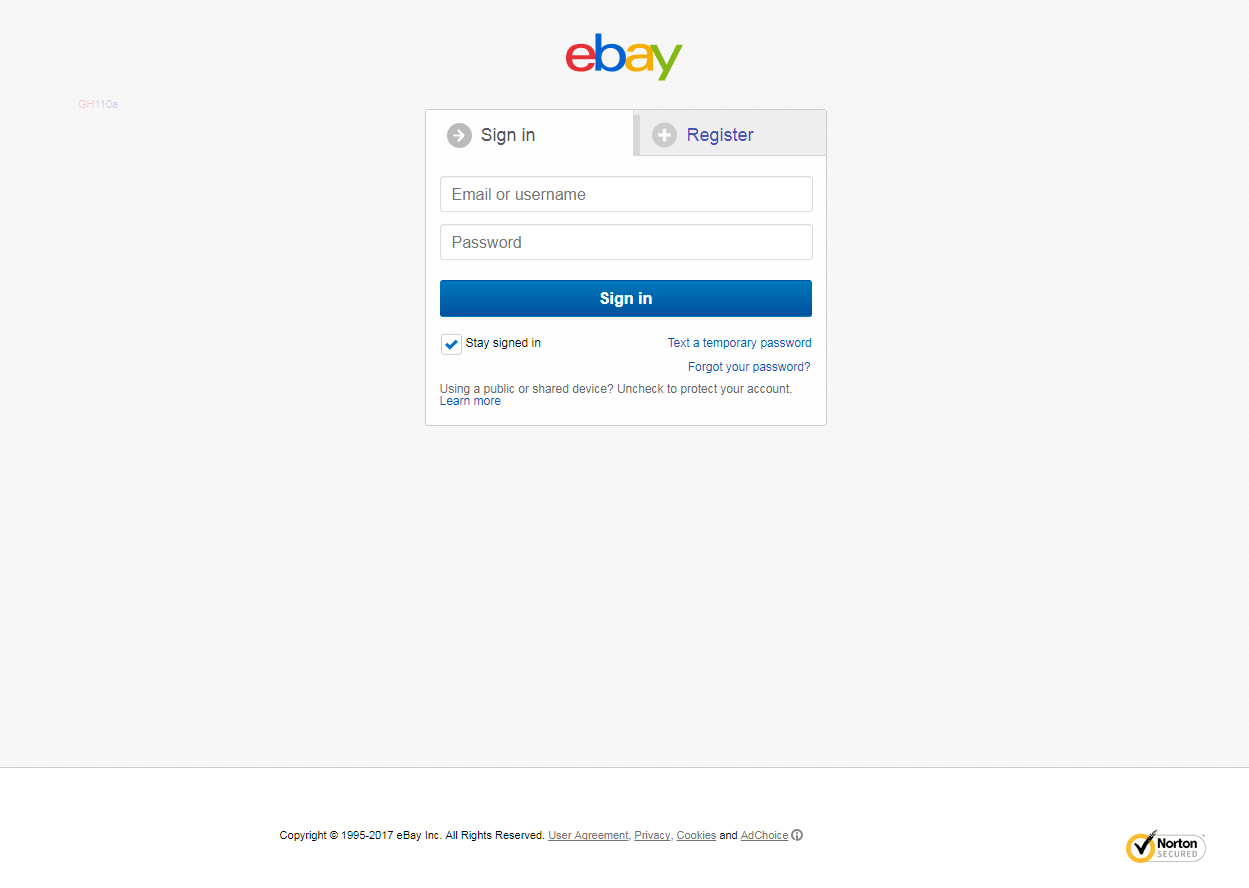 ebay
GH110a
Sign in
Register
Email or username
Password
Sign in
Stay signed in
Text a temporary password
Forgot your password?
Using a public or shared device? Uncheck to protect your account.
Learn more
Copyright © 1995-2017 eBay Inc. All Rights Reserved. User Agreement, Privacy, Cookies and AdChoice
Norton
SECURED